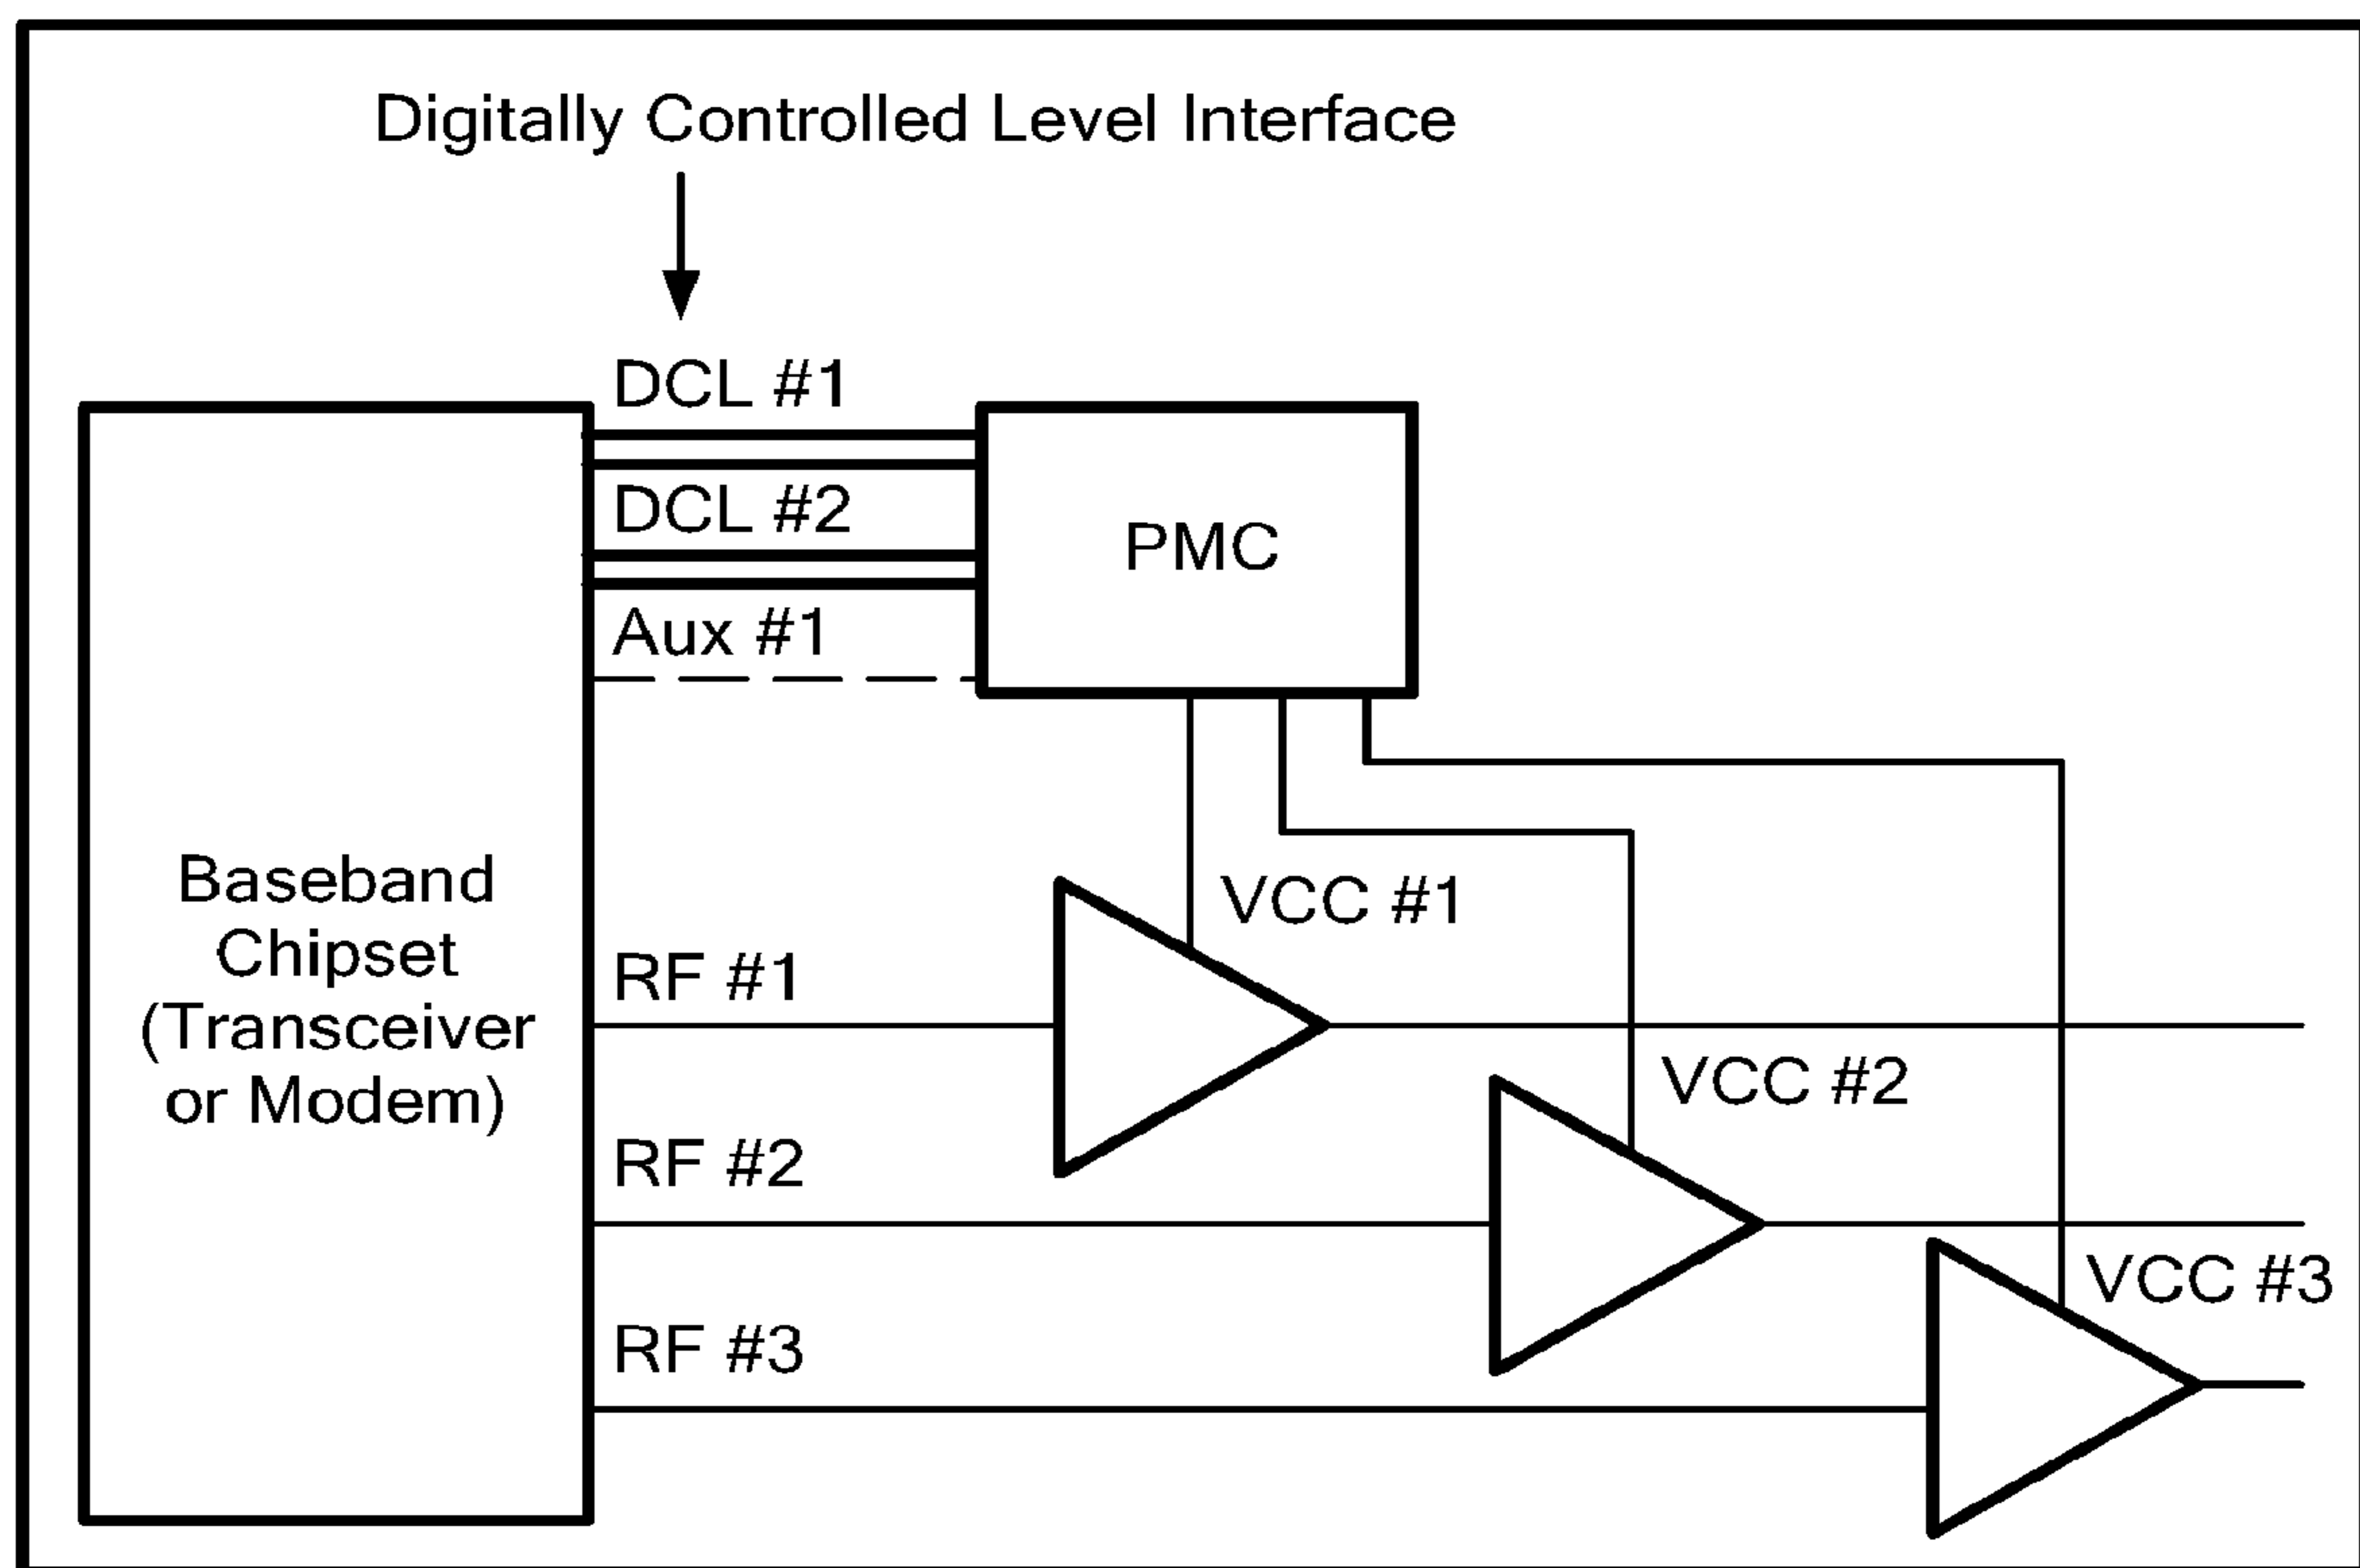 Digitally Controlled Level Interface
DCL #1
DCL #2
PMC
Aux #1
Baseband
Chipset
(Transceiver
or Modem)
VCC #1
RF #1
VCC #2
RF #2
VCC #3
RF #3